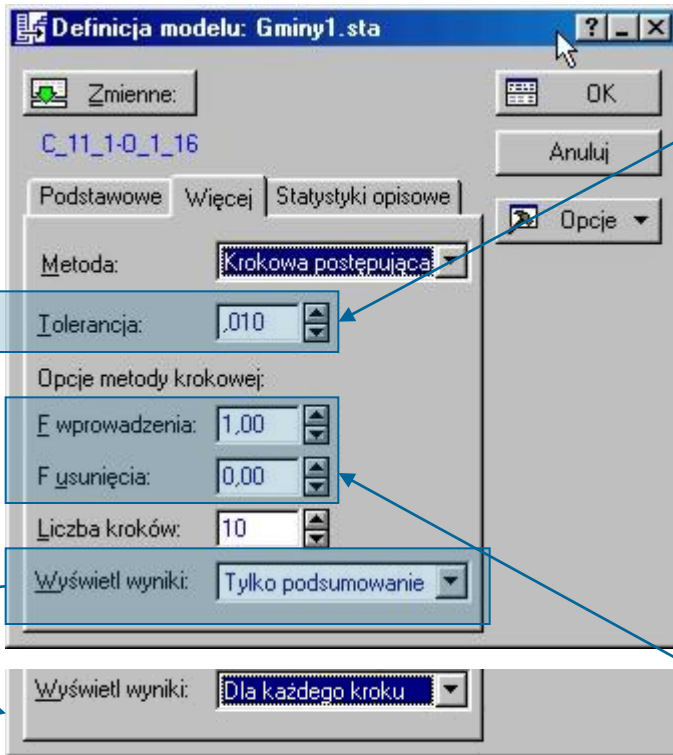 Definicja modelu: Gminy1.sta
Zmienne:
OK
C_11_1-O_1_16
Anuluj
Podstawowe Więcej Statystyki opisowe
Opcje
Metoda: Krokowa postępująca
Tolerancja: ,010
Opcje metody krokowej:
F wprowadzenia: 1,00
F usunięcia: 0,00
Liczba kroków: 10
Wyświetl wyniki: Tylko podsumowanie
Wyświetl wyniki: Dla każdego kroku